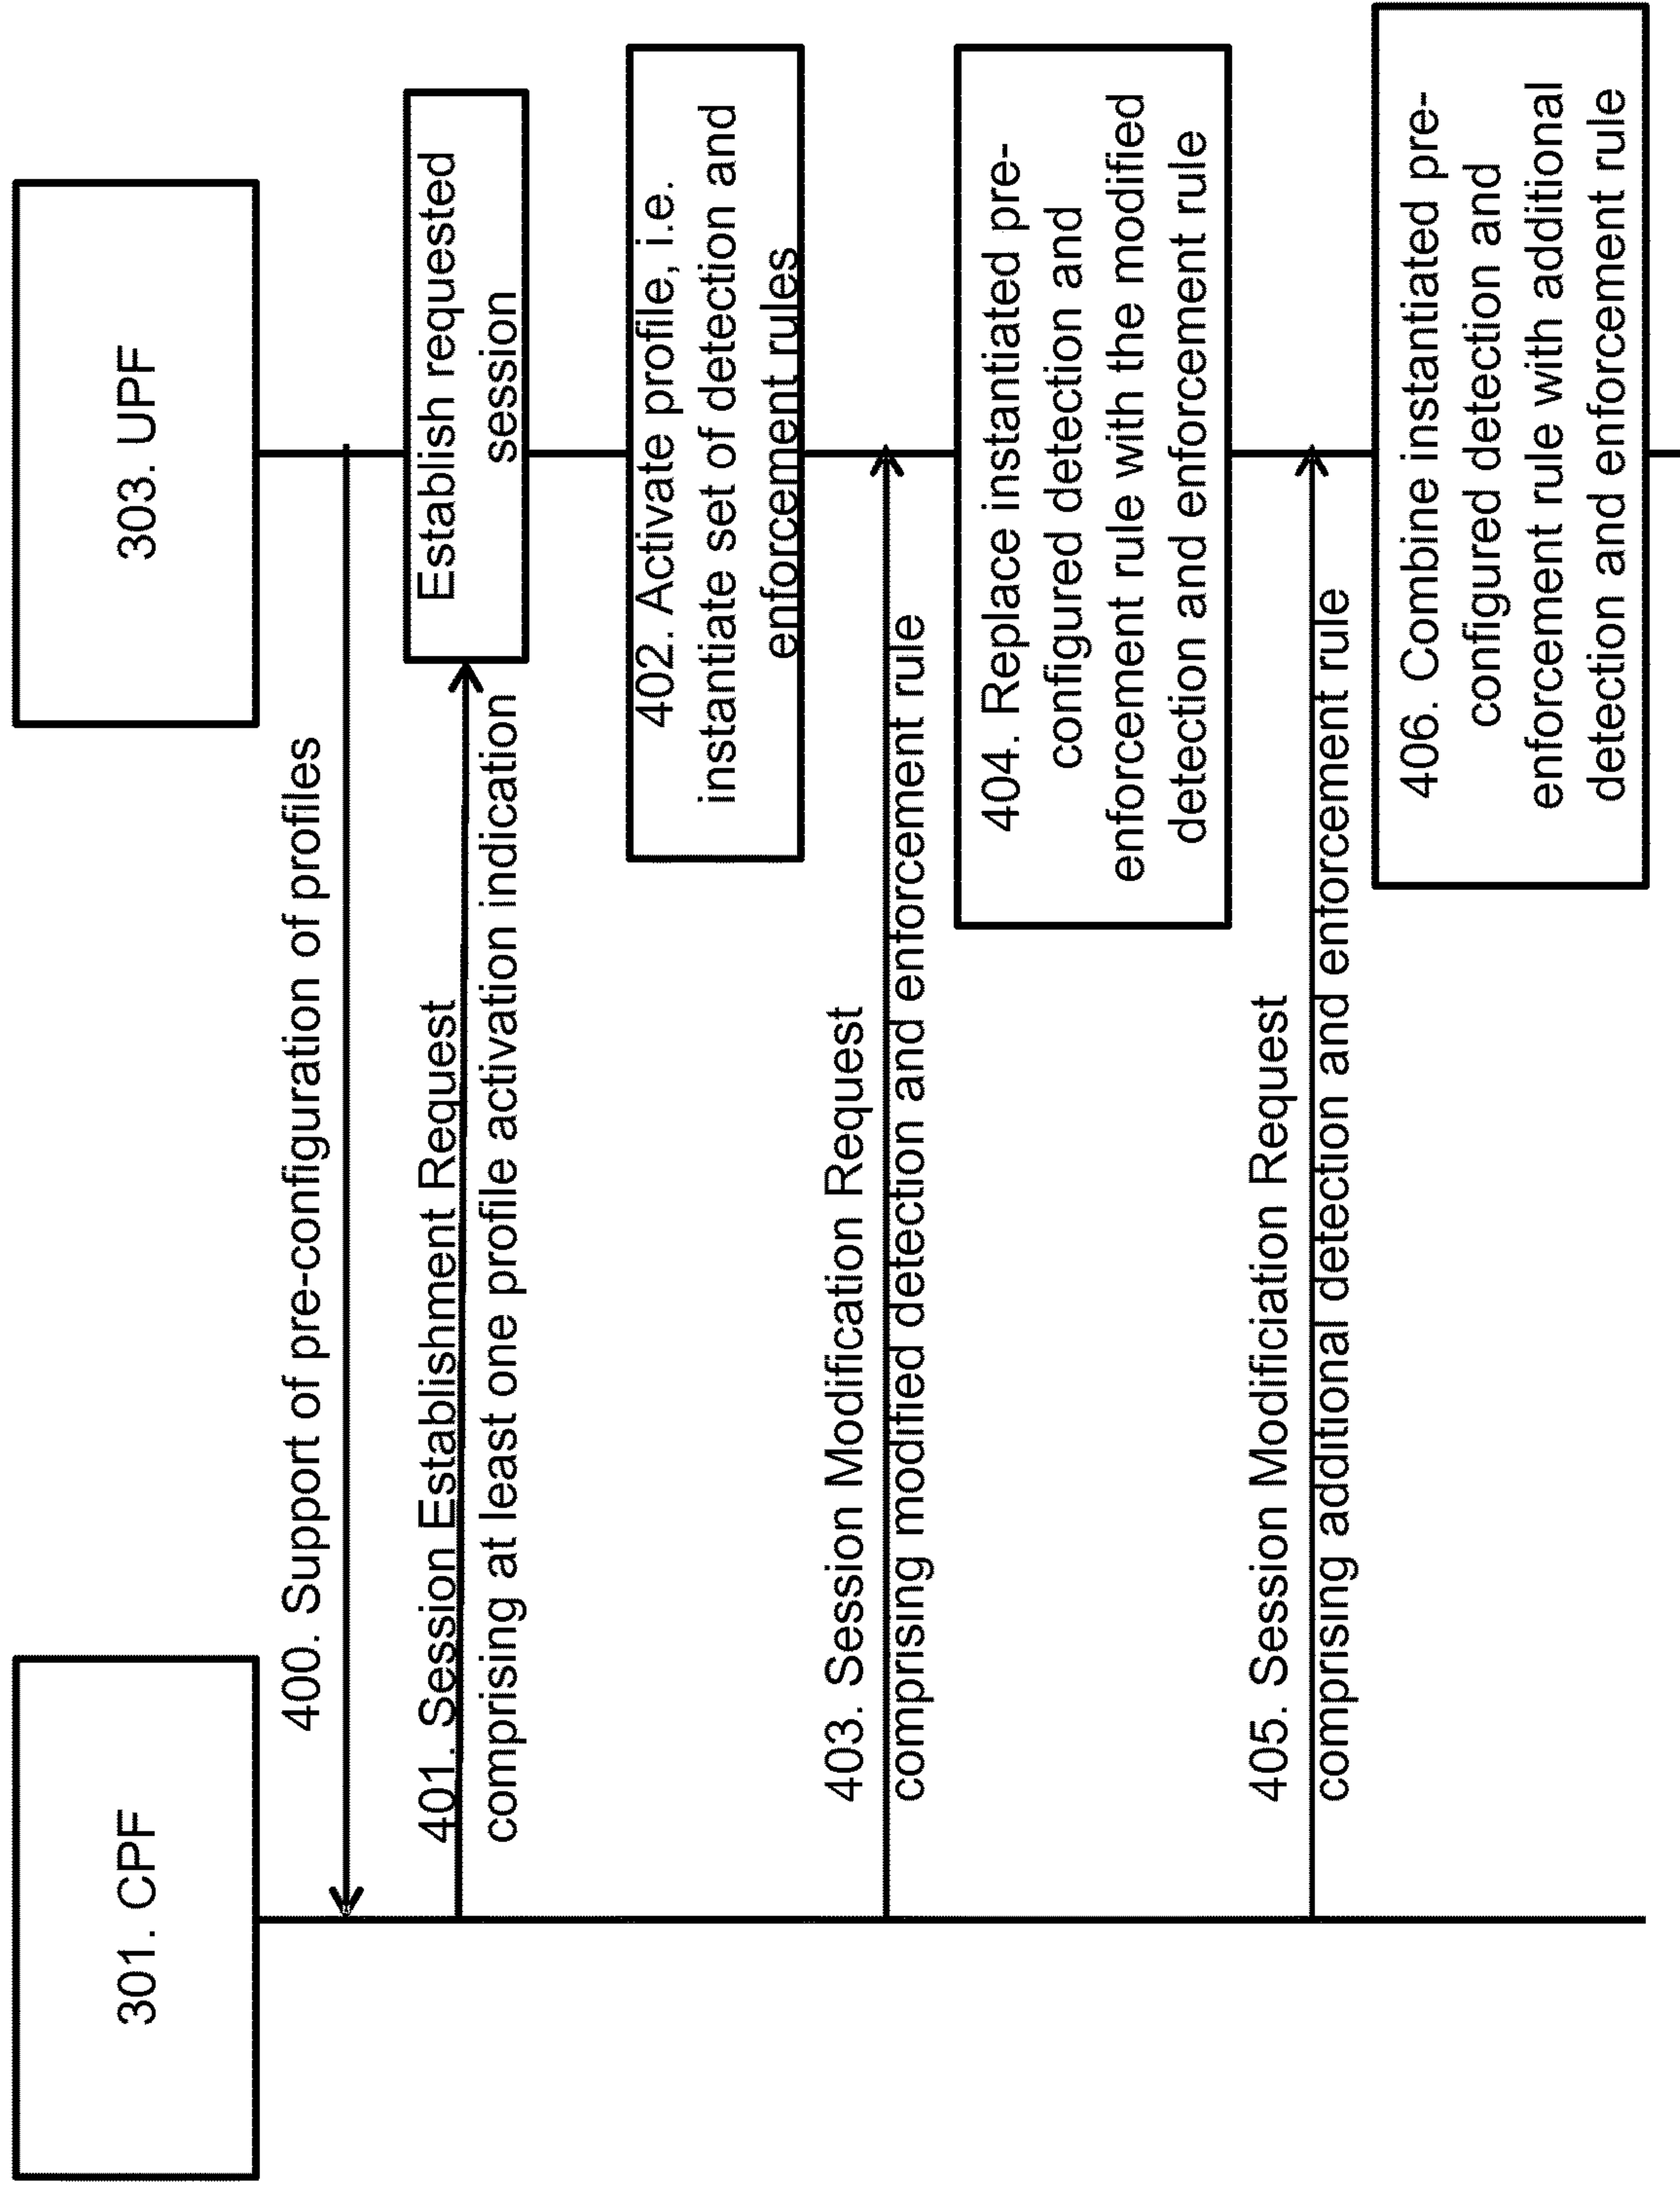 301. CPF
303. UPF
400. Support of pre-configuration of profiles
401. Session Establishment Request
comprising at least one profile activation indication
Establish requested
session
402. Activate profile, i.e.
instantiate set of detection and
enforcement rules
403. Session Modification Request
comprising modified detection and enforcement rule
404. Replace instantiated pre-
configured detection and
enforcement rule with the modified
detection and enforcement rule
405. Session Modificiation Request
comprising additional detection and enforcement rule
406. Combine instantiated pre-
configured detection and
enforcement rule with additional
detection and enforcement rule